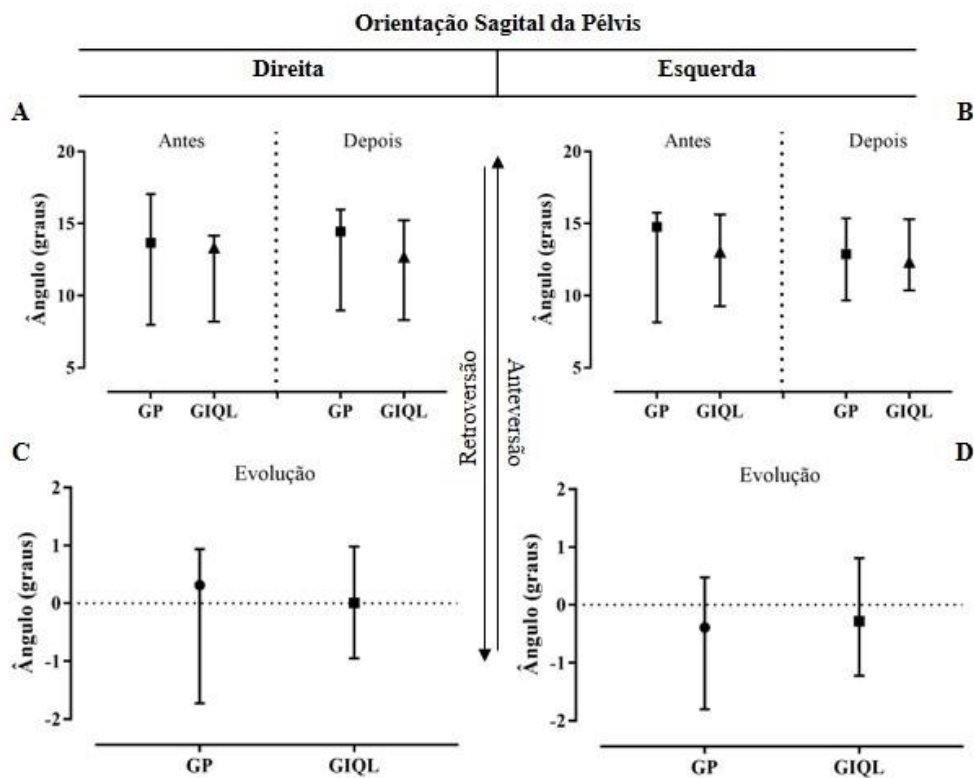 Orientação Sagital da Pélvis
Direita
Esquerda
A
Antes
Depois
20
15
10
5
Ângulo (graus)
GP
GIQL
GP
GIQL
B
Antes
Depois
20
15
10
5
Ângulo (graus)
GP
GIQL
GP
GIQL
Retroversão
Anteversão
C
Evolução
2
1
0
-1
-2
Ângulo (graus)
GP
GIQL
D
Evolução
2
1
0
-1
-2
Ângulo (graus)
GP
GIQL